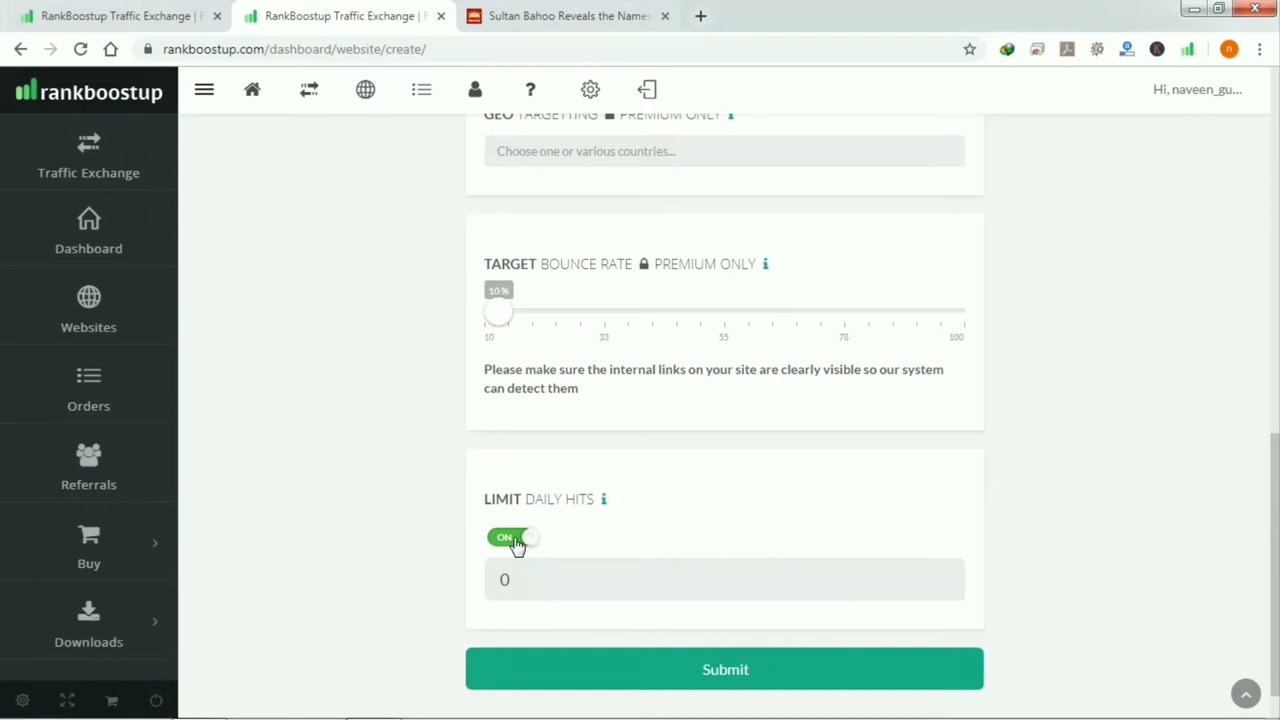 RankBoostup Traffic Exchange | F
RankBoostup Traffic Exchange | F
Sultan Bahoo Reveals the Names
rankboostup.com/dashboard/website/create/
n
rankboostup
Hi, naveen_gu...
Traffic Exchange
Dashboard
Websites
Orders
Referrals
Buy
Downloads
GEO TARGETTING PREMIUM ONLY
Choose one or various countries...
TARGET BOUNCE RATE PREMIUM ONLY
10%
10 33 55 78 100
Please make sure the internal links on your site are clearly visible so our system
can detect them
LIMIT DAILY HITS
ON
0
Submit